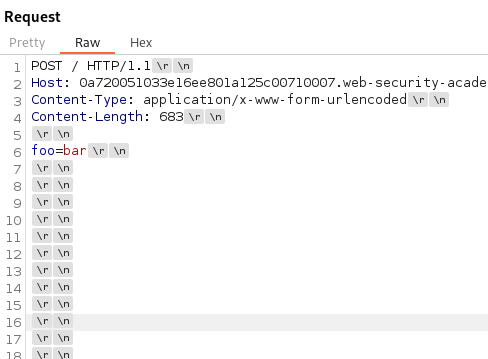 Request
Pretty Raw Hex
1 POST / HTTP/1.1 \r \n
2 Host: 0a720051033e16ee801a125c00710007.web-security-acade
3 Content-Type: application/x-www-form-urlencoded \r \n
4 Content-Length: 683 \r \n
5 \r \n
6 foo=bar \r \n
7 \r \n
8 \r \n
9 \r \n
10 \r \n
11 \r \n
12 \r \n
13 \r \n
14 \r \n
15 \r \n
16 \r \n
17 \r \n
18 \r \n